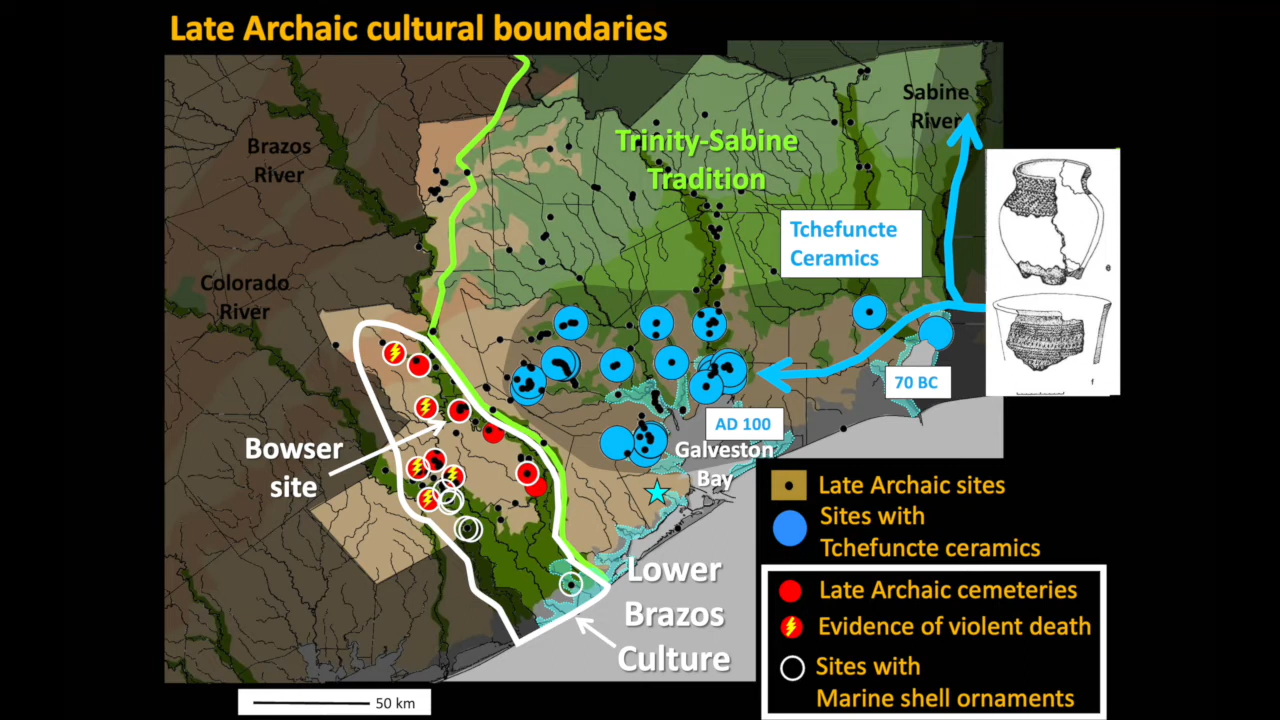 Late Archaic cultural boundaries
Sabine
River
Brazos
River
Trinity-Sabine
Tradition
Tchefuncte
Ceramics
Colorado
River
e
70 BC
f
AD 100
Bowser
site
Galveston
Bay
Late Archaic sites
Sites with
Tchefuncte ceramics
Lower
Brazos
Culture
Late Archaic cemeteries
Evidence of violent death
Sites with
Marine shell ornaments
50 km